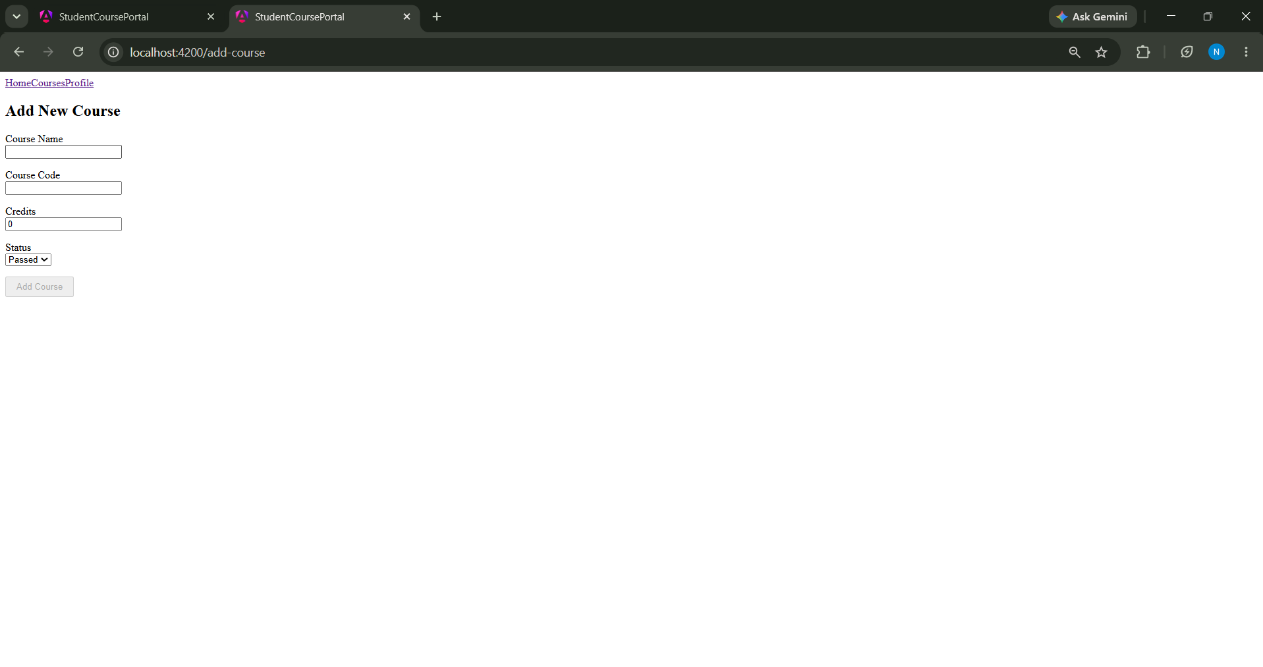 StudentCoursePortal
StudentCoursePortal
Ask Gemini
localhost:4200/add-course
N
HomeCoursesProfile
Add New Course
Course Name
Course Code
Credits
0
Status
Passed
Add Course